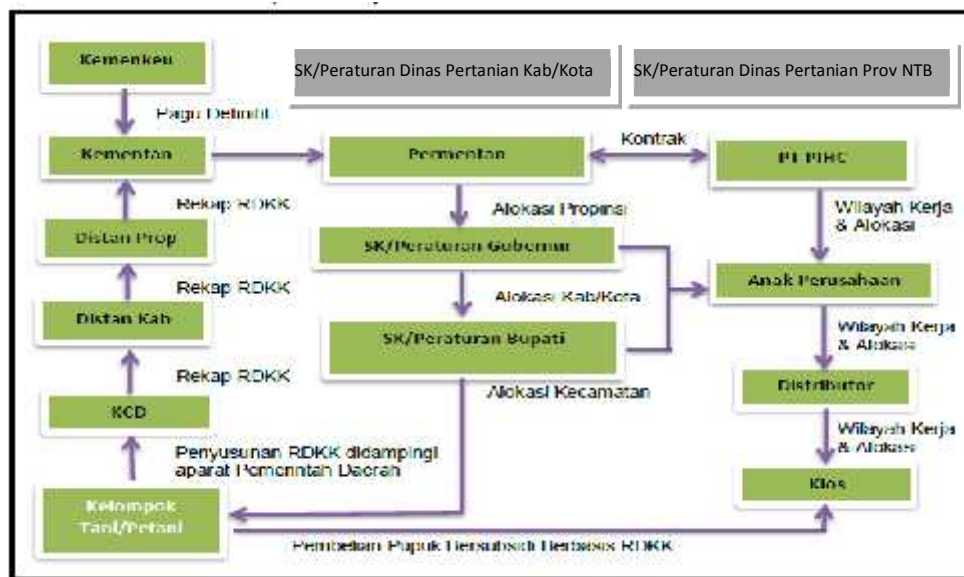 Kemenkeu
SK/Peraturan Dinas Pertanian Kab/Kota
SK/Peraturan Dinas Pertanian Prov NTB
Pagu Definitif
Kementan
Permentan
Kontrak
PT PIHC
Rekap RDKK
Alokasi Propinsi
Wilayah Kerja
& Alokasi
Distan Prop
SK/Peraturan Gubernur
Rekap RDKK
Alokasi Kab/Kota
Anak Perusahaan
Distan Kab
SK/Peraturan Bupati
Wilayah Kerja
& Alokasi
Rekap RDKK
Alokasi Kecamatan
Distributor
KCD
Penyusunan RDKK didampingi
aparat Pemerintah Daerah
Wilayah Kerja
& Alokasi
Kios
Kelompok
Tani/Petani
Pembelian Pupuk Bersubsidi Berbasis RDKK